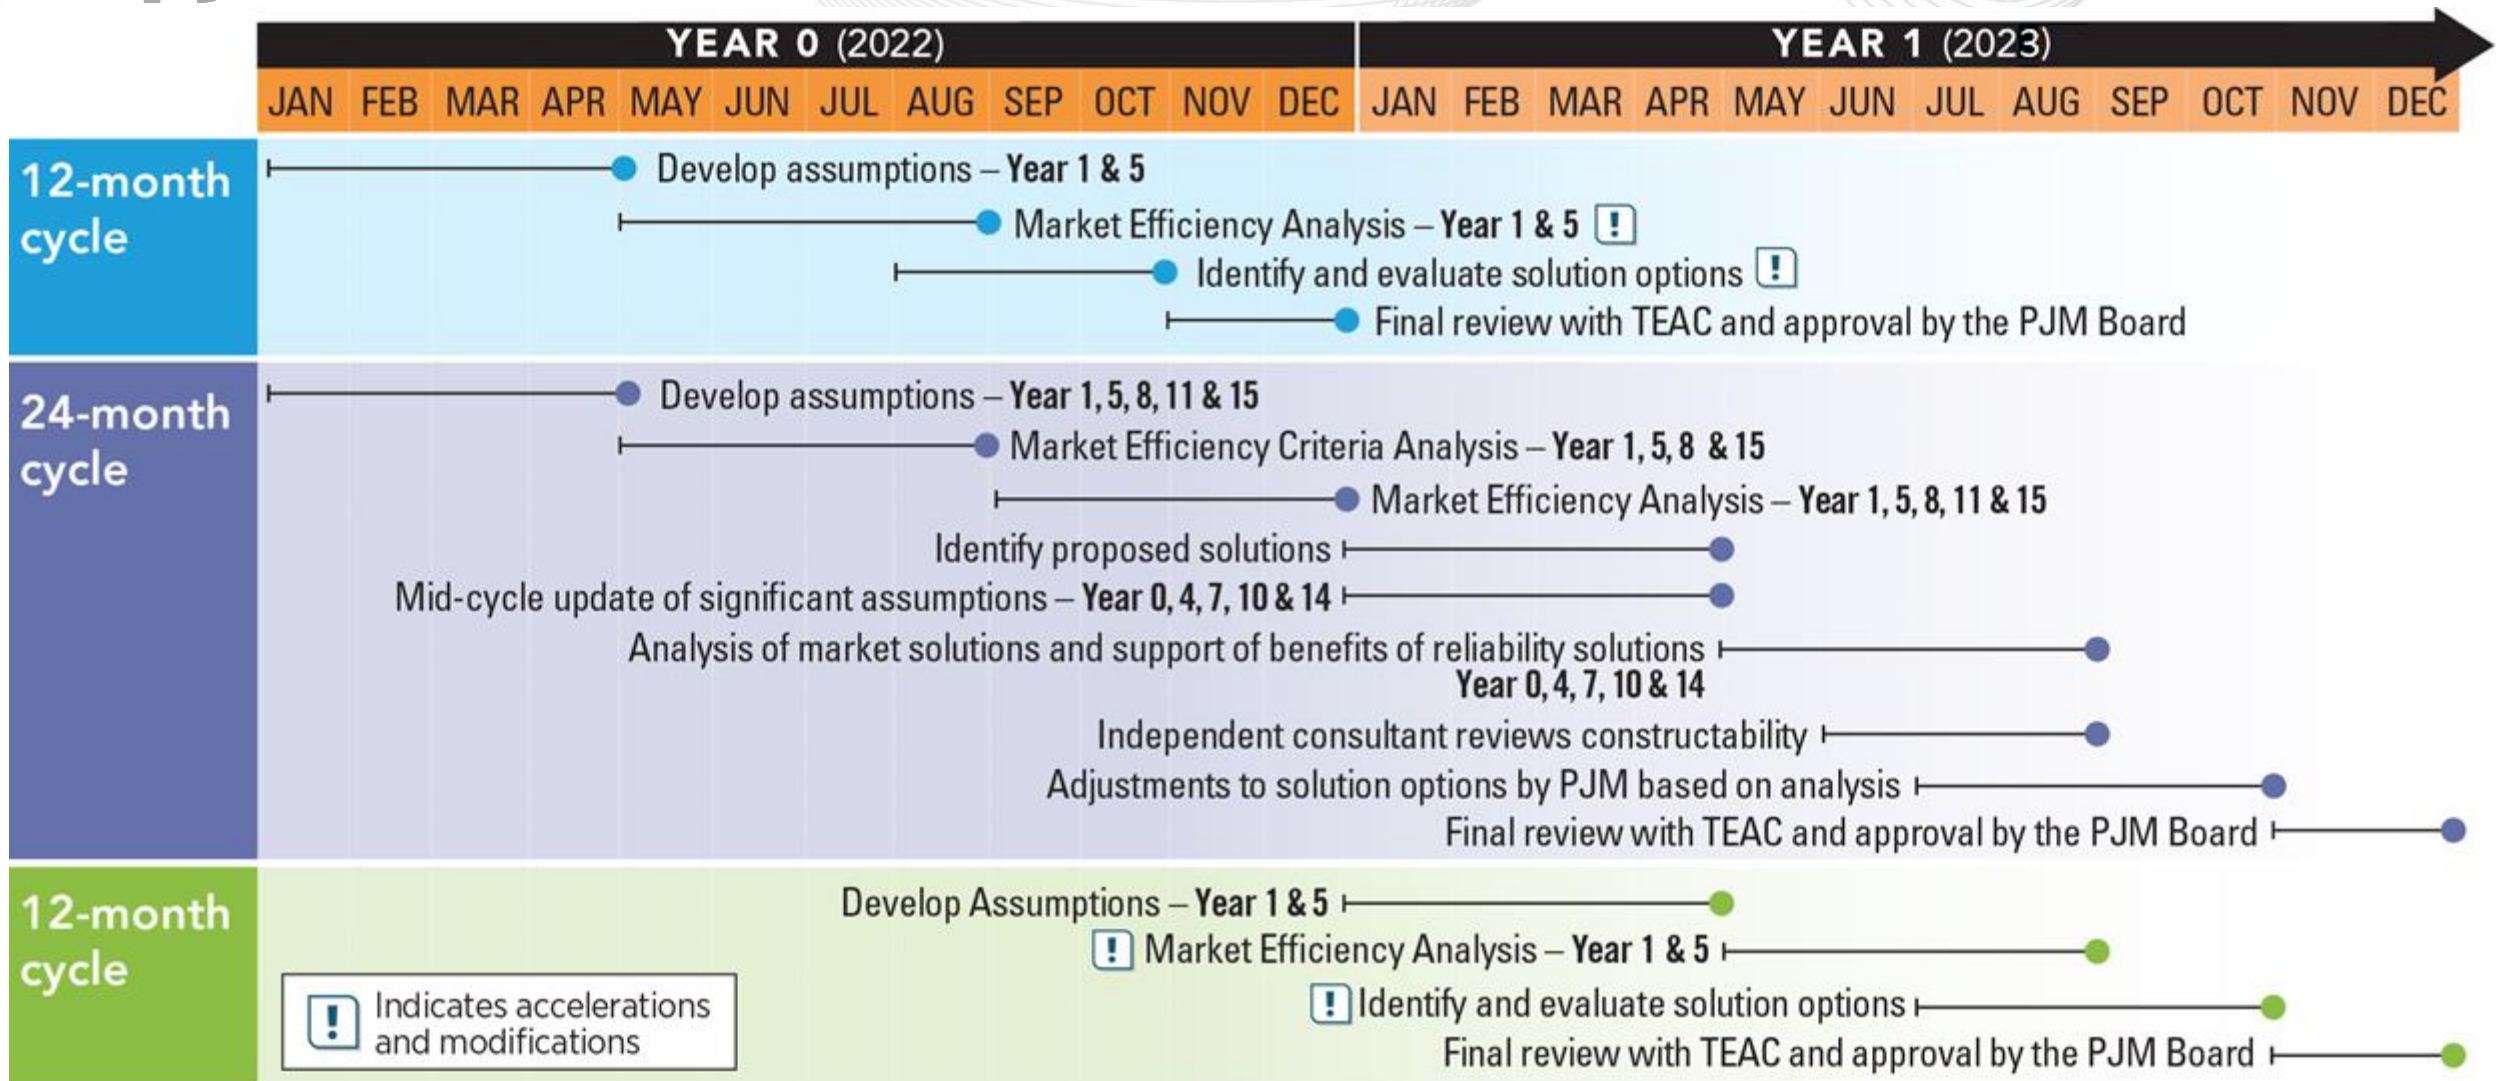 YEAR 0 (2022) YEAR 1 (2023)
JAN FEB MAR APR MAY JUN JUL AUG SEP OCT NOV DEC JAN FEB MAR APR MAY JUN JUL AUG SEP OCT NOV DEC
12-month
cycle
Develop assumptions – Year 1 & 5
Market Efficiency Analysis – Year 1 & 5 !
Identify and evaluate solution options !
Final review with TEAC and approval by the PJM Board
24-month
cycle
Develop assumptions – Year 1, 5, 8, 11 & 15
Market Efficiency Criteria Analysis – Year 1, 5, 8 & 15
Market Efficiency Analysis – Year 1, 5, 8, 11 & 15
Identify proposed solutions
Mid-cycle update of significant assumptions – Year 0, 4, 7, 10 & 14
Analysis of market solutions and support of benefits of reliability solutions
Year 0, 4, 7, 10 & 14
Independent consultant reviews constructability
Adjustments to solution options by PJM based on analysis
Final review with TEAC and approval by the PJM Board
12-month
cycle
Develop Assumptions – Year 1 & 5
! Market Efficiency Analysis – Year 1 & 5
! Identify and evaluate solution options
Final review with TEAC and approval by the PJM Board
! Indicates accelerations
and modifications